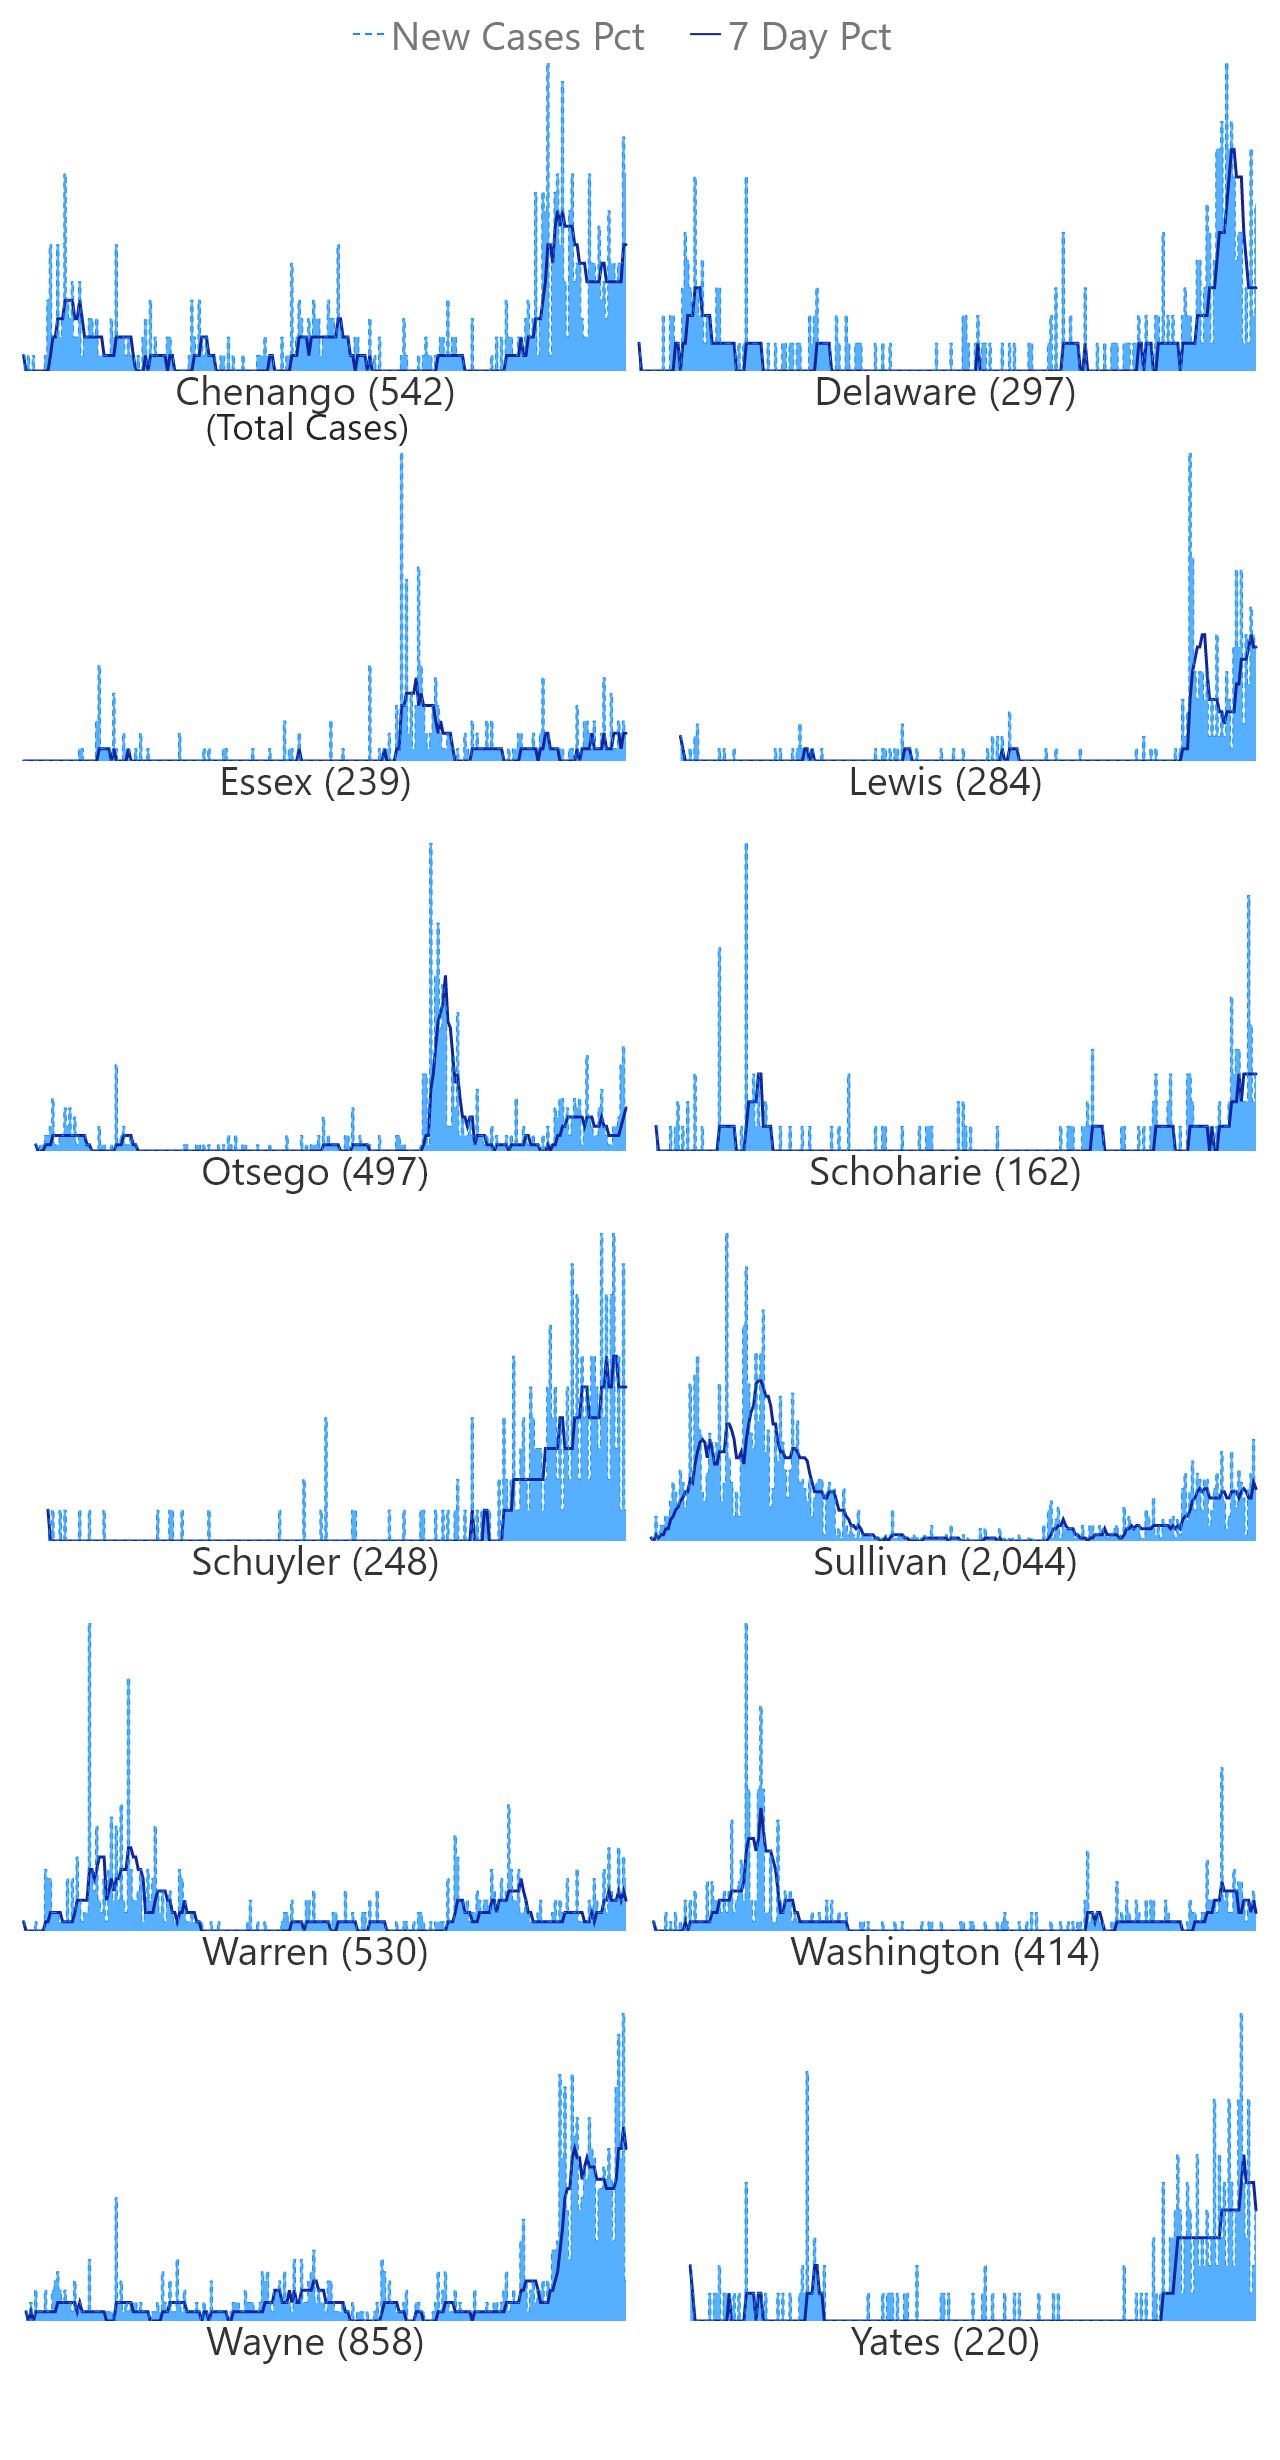 New Cases Pct 7 Day Pct
Chenango (542) Delaware (297)
(Total Cases)
Essex (239) Lewis (284)
Otsego (497) Schoharie (162)
Schuyler (248) Sullivan (2,044)
Warren (530) Washington (414)
Wayne (858) Yates (220)